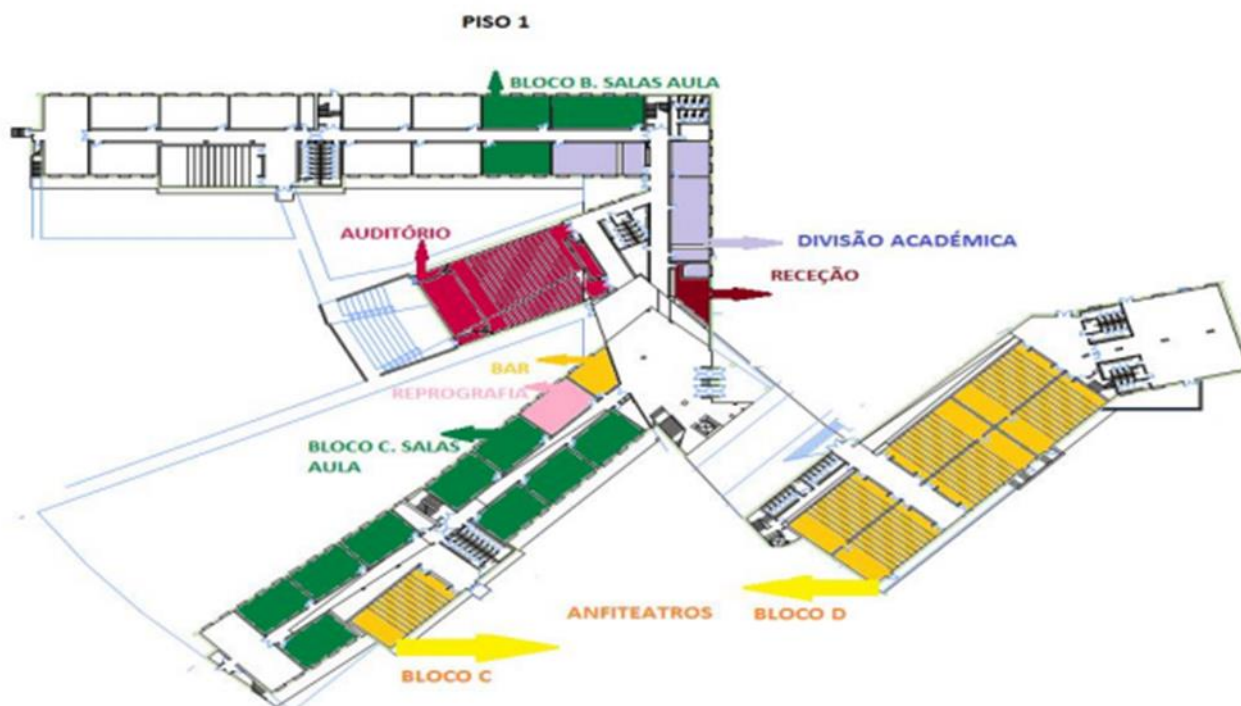 PISO 1
BLOCO B. SALAS AULA
AUDITÓRIO
DIVISÃO ACADÉMICA
RECEÇÃO
BAR
REPROGRAFIA
BLOCO C. SALAS
AULA
ANFITEATROS
BLOCO D
BLOCO C